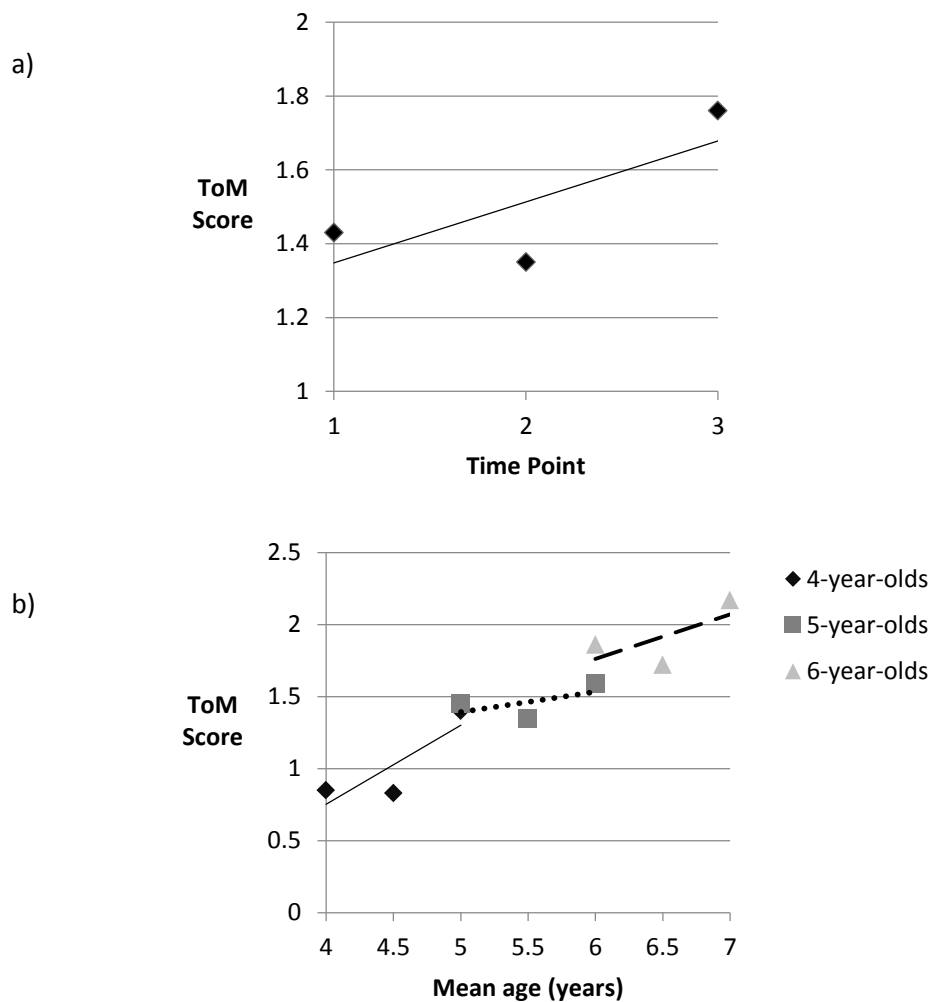 a)
2
1.8
1.6
1.4
1.2
1
ToM
Score
1
2
3
Time Point
b)
2.5
2
1.5
1
0.5
0
ToM
Score
4
4.5
5
5.5
6
6.5
7
Mean age (years)
4-year-olds
5-year-olds
6-year-olds